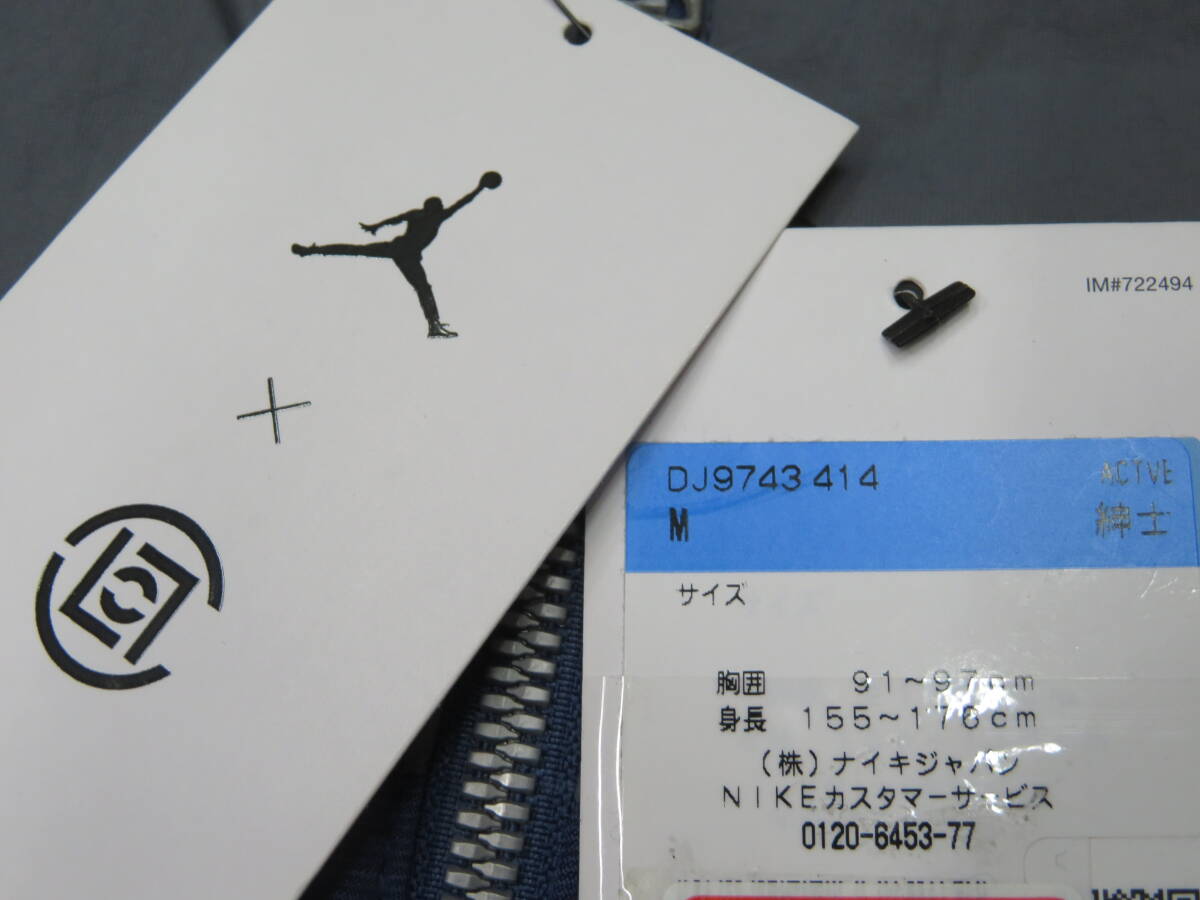 IM#722494
DJ9743 414
ACTVE
M
紳士
サイズ
胸囲 91~97cm
身長 155~176cm
(株)ナイキジャパン
NIKEカスタマーサービス
0120-6453-77